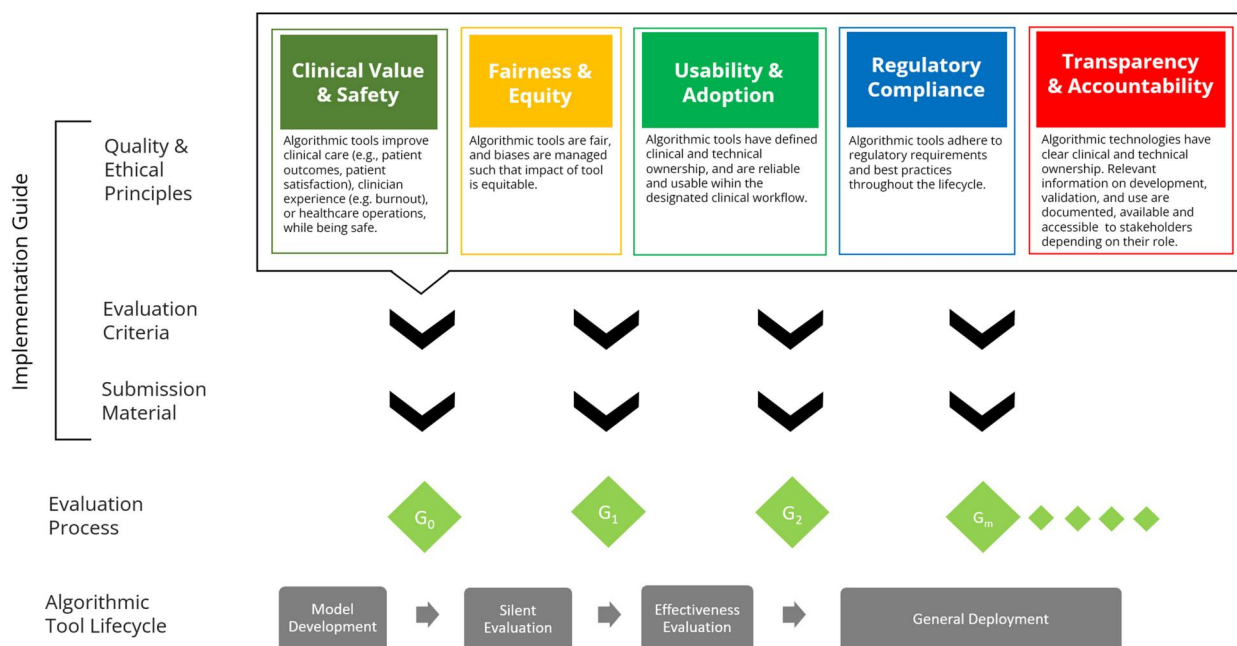 Clinical Value
& Safety
Algorithmic tools improve
clinical care (e.g., patient
outcomes, patient
satisfaction), clinician
experience (e.g. burnout),
or healthcare operations,
while being safe.
Fairness &
Equity
Algorithmic tools are fair,
and biases are managed
such that impact of tool
is equitable.
Usability &
Adoption
Algorithmic tools have defined
clinical and technical
ownership, and are reliable
and usable wihin the
designated clinical workflow.
Regulatory
Compliance
Algorithmic tools adhere to
regulatory requirements
and best practices
throughout the lifecycle.
Transparency
& Accountability
Algorithmic technologies have
clear clinical and technical
ownership. Relevant
information on development,
validation, and use are
documented, available and
accessible to stakeholders
depending on their role.
Implementation Guide
Quality &
Ethical
Principles
Evaluation
Criteria
Submission
Material
Evaluation
Process
G0
G1
G2
Gm
Algorithmic
Tool Lifecycle
Model
Development
Silent
Evaluation
Effectiveness
Evaluation
General Deployment